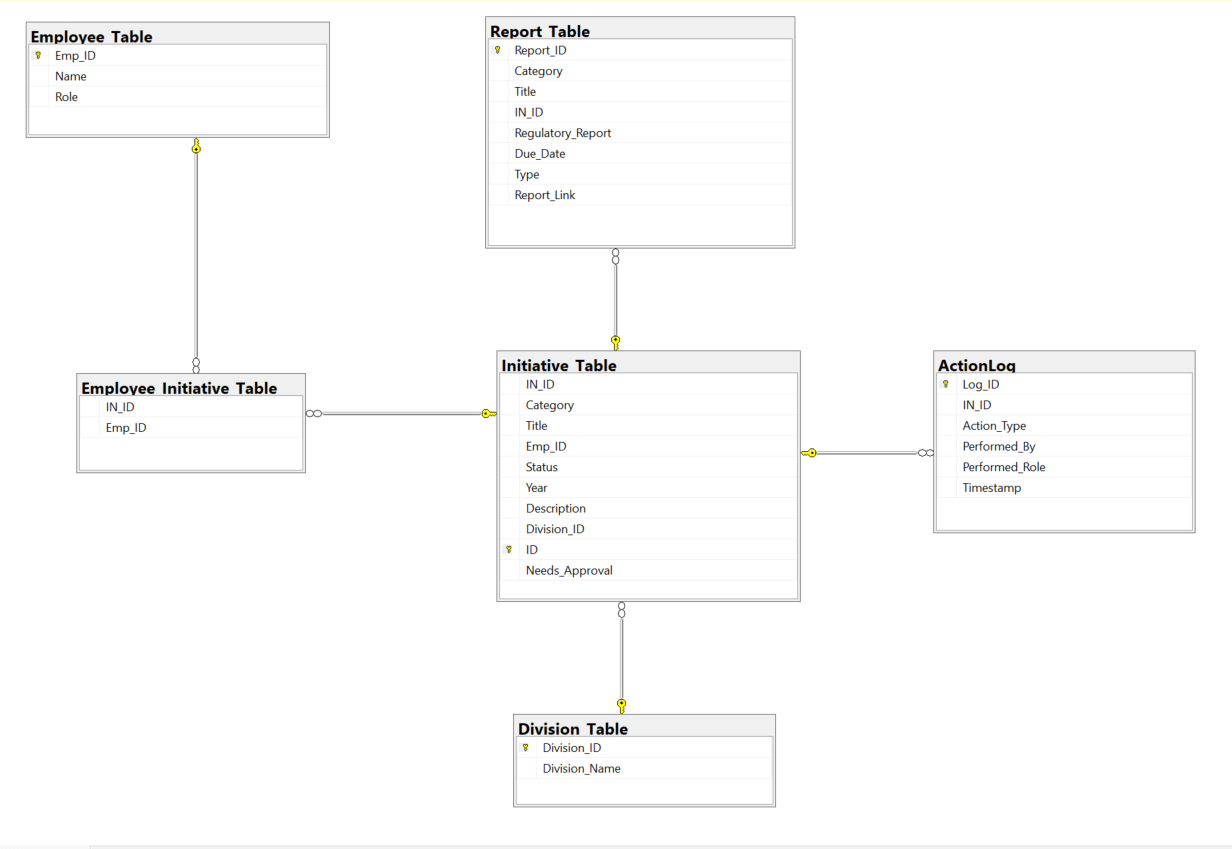 Employee_Table
Emp_ID
Name
Role
Report_Table
Report_ID
Category
Title
IN_ID
Regulatory_Report
Due_Date
Type
Report_Link
Employee_Initiative_Table
IN_ID
Emp_ID
Initiative_Table
IN_ID
Category
Title
Emp_ID
Status
Year
Description
Division_ID
ID
Needs_Approval
ActionLog
Log_ID
IN_ID
Action_Type
Performed_By
Performed_Role
Timestamp
Division_Table
Division_ID
Division_Name